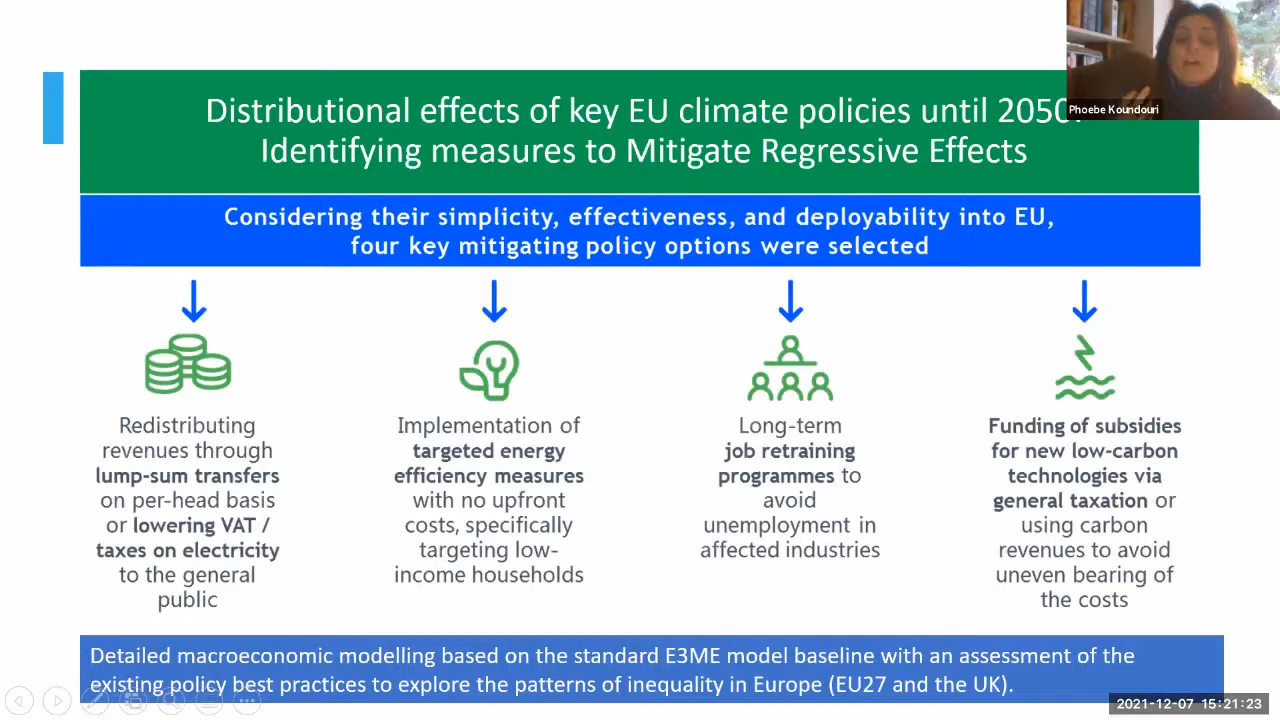 Distributional effects of key EU climate policies until 2050:
Identifying measures to Mitigate Regressive Effects
Phoebe Koundouri
Considering their simplicity, effectiveness, and deployability into EU,
four key mitigating policy options were selected
Redistributing
revenues through
lump-sum transfers
on per-head basis
or lowering VAT /
taxes on electricity
to the general
public
Implementation of
targeted energy
efficiency measures
with no upfront
costs, specifically
targeting low-
income households
Long-term
job retraining
programmes to
avoid
unemployment in
affected industries
Funding of subsidies
for new low-carbon
technologies via
general taxation or
using carbon
revenues to avoid
uneven bearing of
the costs
Detailed macroeconomic modelling based on the standard E3ME model baseline with an assessment of the
existing policy best practices to explore the patterns of inequality in Europe (EU27 and the UK).
2021-12-07 15:21:23